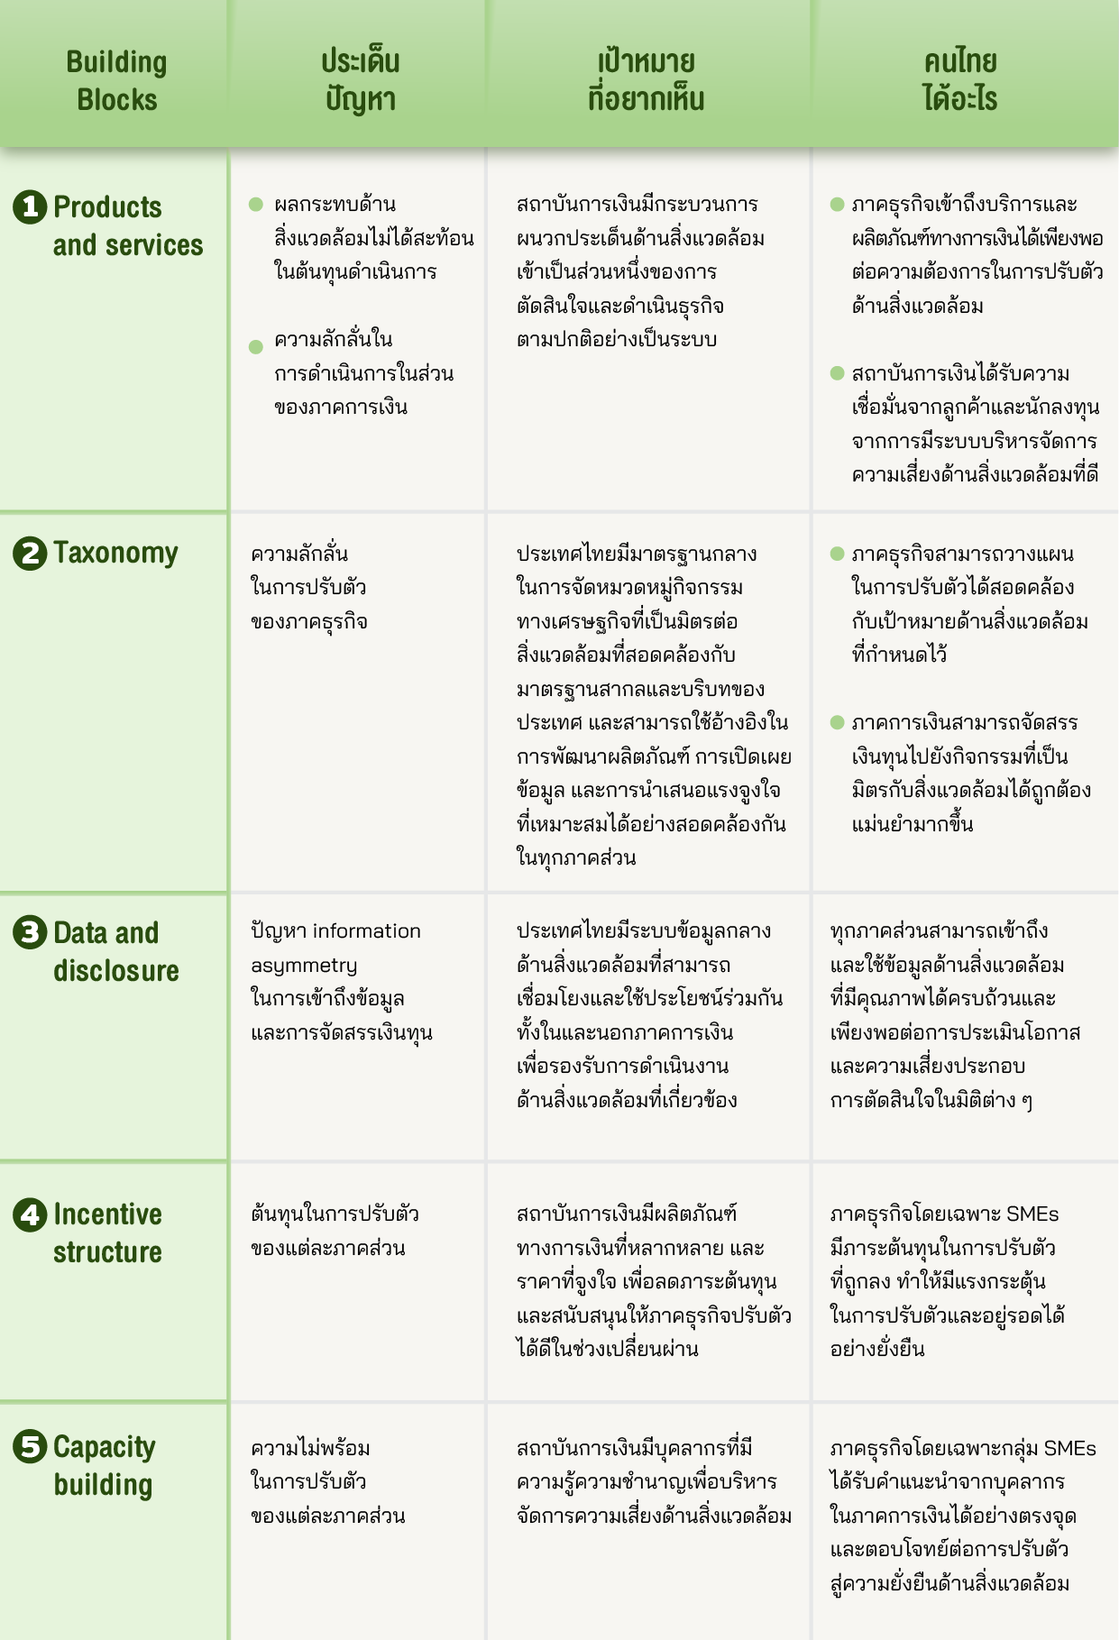 Building
Blocks
ประเด็น
ปัญหา
เป้าหมาย
ที่อยากเห็น
คนไทย
ได้อะไร
1 Products
and services
ผลกระทบด้าน
สิ่งแวดล้อมไม่ได้สะท้อน
ในต้นทุนดำเนินการ
ความลักลั่นใน
การดำเนินการในส่วน
ของภาคการเงิน
สถาบันการเงินมีกระบวนการ
ผนวกประเด็นด้านสิ่งแวดล้อม
เข้าเป็นส่วนหนึ่งของการ
ตัดสินใจและดำเนินธุรกิจ
ตามปกติอย่างเป็นระบบ
ภาคธุรกิจเข้าถึงบริการและ
ผลิตภัณฑ์ทางการเงินได้เพียงพอ
ต่อความต้องการในการปรับตัว
ด้านสิ่งแวดล้อม
สถาบันการเงินได้รับความ
เชื่อมั่นจากลูกค้าและนักลงทุน
จากการมีระบบบริหารจัดการ
ความเสี่ยงด้านสิ่งแวดล้อมที่ดี
2 Taxonomy
ความลักลั่น
ในการปรับตัว
ของภาคธุรกิจ
ประเทศไทยมีมาตรฐานกลาง
ในการจัดหมวดหมู่กิจกรรม
ทางเศรษฐกิจที่เป็นมิตรต่อ
สิ่งแวดล้อมที่สอดคล้องกับ
มาตรฐานสากลและบริบทของ
ประเทศ และสามารถใช้อ้างอิงใน
การพัฒนาผลิตภัณฑ์ การเปิดเผย
ข้อมูล และการนำเสนอแรงจูงใจ
ที่เหมาะสมได้อย่างสอดคล้องกัน
ในทุกภาคส่วน
ภาคธุรกิจสามารถวางแผน
ในการปรับตัวได้สอดคล้อง
กับเป้าหมายด้านสิ่งแวดล้อม
ที่กำหนดไว้
ภาคการเงินสามารถจัดสรร
เงินทุนไปยังกิจกรรมที่เป็น
มิตรกับสิ่งแวดล้อมได้ถูกต้อง
แม่นยำมากขึ้น
3 Data and
disclosure
ปัญหา information
asymmetry
ในการเข้าถึงข้อมูล
และการจัดสรรเงินทุน
ประเทศไทยมีระบบข้อมูลกลาง
ด้านสิ่งแวดล้อมที่สามารถ
เชื่อมโยงและใช้ประโยชน์ร่วมกัน
ทั้งในและนอกภาคการเงิน
เพื่อรองรับการดำเนินงาน
ด้านสิ่งแวดล้อมที่เกี่ยวข้อง
ทุกภาคส่วนสามารถเข้าถึง
และใช้ข้อมูลด้านสิ่งแวดล้อม
ที่มีคุณภาพได้ครบถ้วนและ
เพียงพอต่อการประเมินโอกาส
และความเสี่ยงประกอบ
การตัดสินใจในมิติต่าง ๆ
4 Incentive
structure
ต้นทุนในการปรับตัว
ของแต่ละภาคส่วน
สถาบันการเงินมีผลิตภัณฑ์
ทางการเงินที่หลากหลาย และ
ราคาที่จูงใจ เพื่อลดภาระต้นทุน
และสนับสนุนให้ภาคธุรกิจปรับตัว
ได้ดีในช่วงเปลี่ยนผ่าน
ภาคธุรกิจโดยเฉพาะ SMEs
มีภาระต้นทุนในการปรับตัว
ที่ถูกลง ทำให้มีแรงกระตุ้น
ในการปรับตัวและอยู่รอดได้
อย่างยั่งยืน
5 Capacity
building
ความไม่พร้อม
ในการปรับตัว
ของแต่ละภาคส่วน
สถาบันการเงินมีบุคลากรที่มี
ความรู้ความชำนาญเพื่อบริหาร
จัดการความเสี่ยงด้านสิ่งแวดล้อม
ภาคธุรกิจโดยเฉพาะกลุ่ม SMEs
ได้รับคำแนะนำจากบุคลากร
ในภาคการเงินได้อย่างตรงจุด
และตอบโจทย์ต่อการปรับตัว
สู่ความยั่งยืนด้านสิ่งแวดล้อม